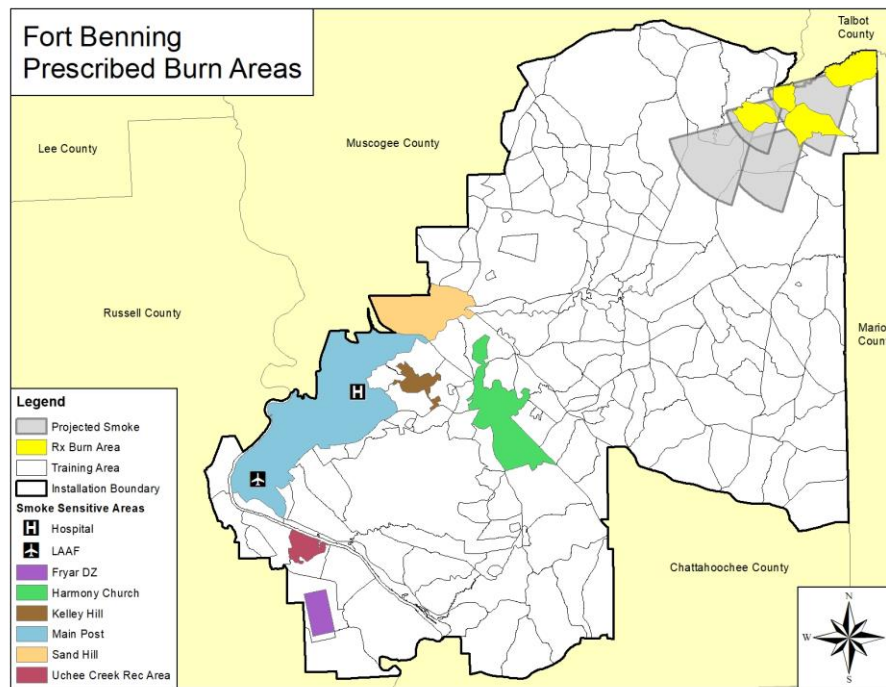 Fort Benning
Prescribed Burn Areas
Talbot
County
Lee County
Muscogee County
Russell County
Mario
County
Chattahoochee County
Legend
Projected Smoke
Rx Burn Area
Training Area
Installation Boundary
Smoke Sensitive Areas
H
Hospital
LAAF
Fryar DZ
Harmony Church
Kelley Hill
Main Post
Sand Hill
Uchee Creek Rec Area
H
N
W
E
S